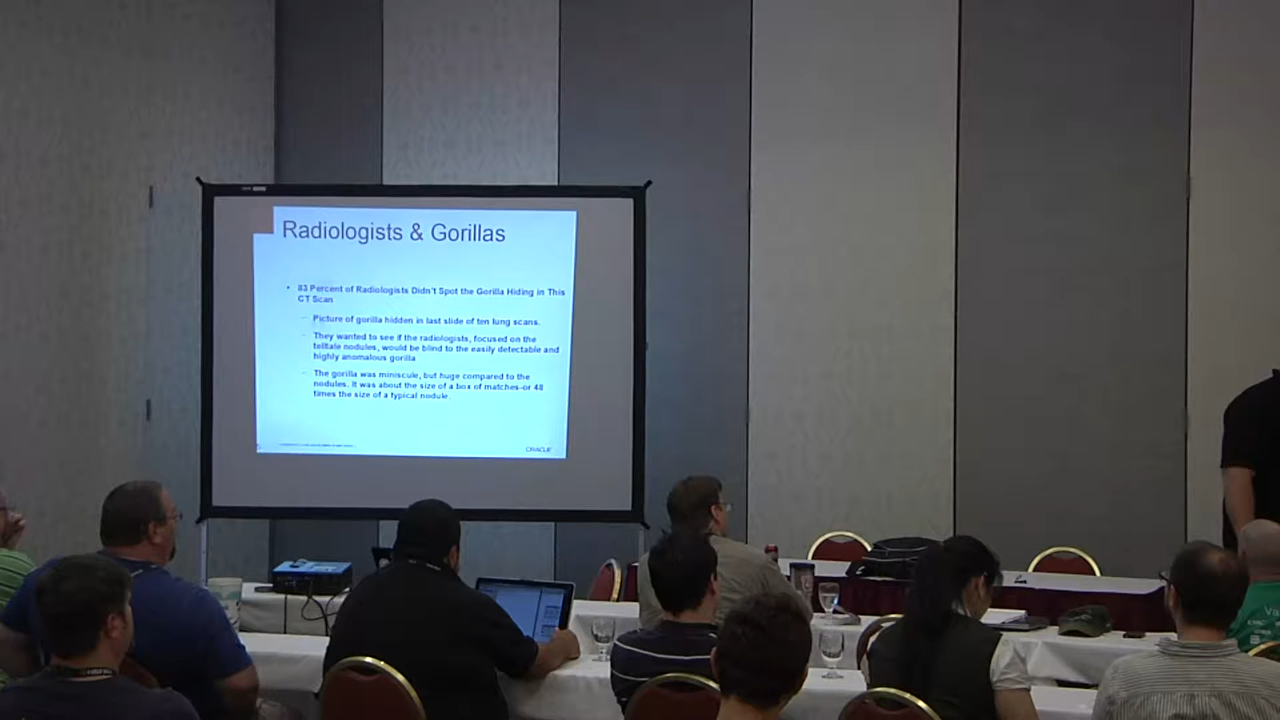 Radiologists & Gorillas
• 83 Percent of Radiologists Didn't Spot the Gorilla Hiding in This
CT Scan
– Picture of gorilla hidden in last slide of ten lung scans.
– They wanted to see if the radiologists, focused on the
telltale nodules, would be blind to the easily detectable and
highly anomalous gorilla
– The gorilla was miniscule, but huge compared to the
nodules. It was about the size of a box of matches-or 48
times the size of a typical nodule.
ORACLE